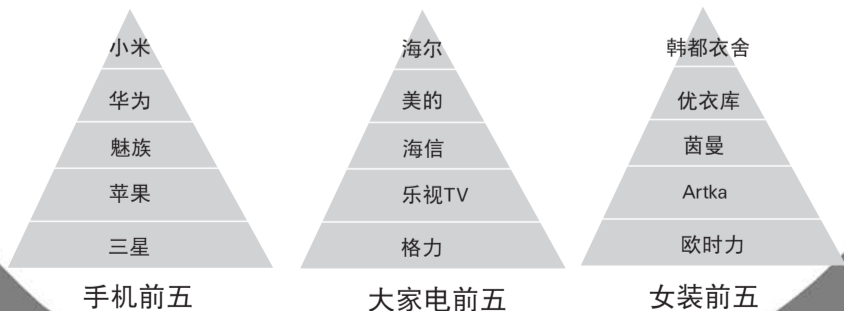 小米
华为
魅族
苹果
三星
手机前五
海尔
美的
海信
乐视TV
格力
大家电前五
韩都衣舍
优衣库
茵曼
Artka
欧时力
女装前五